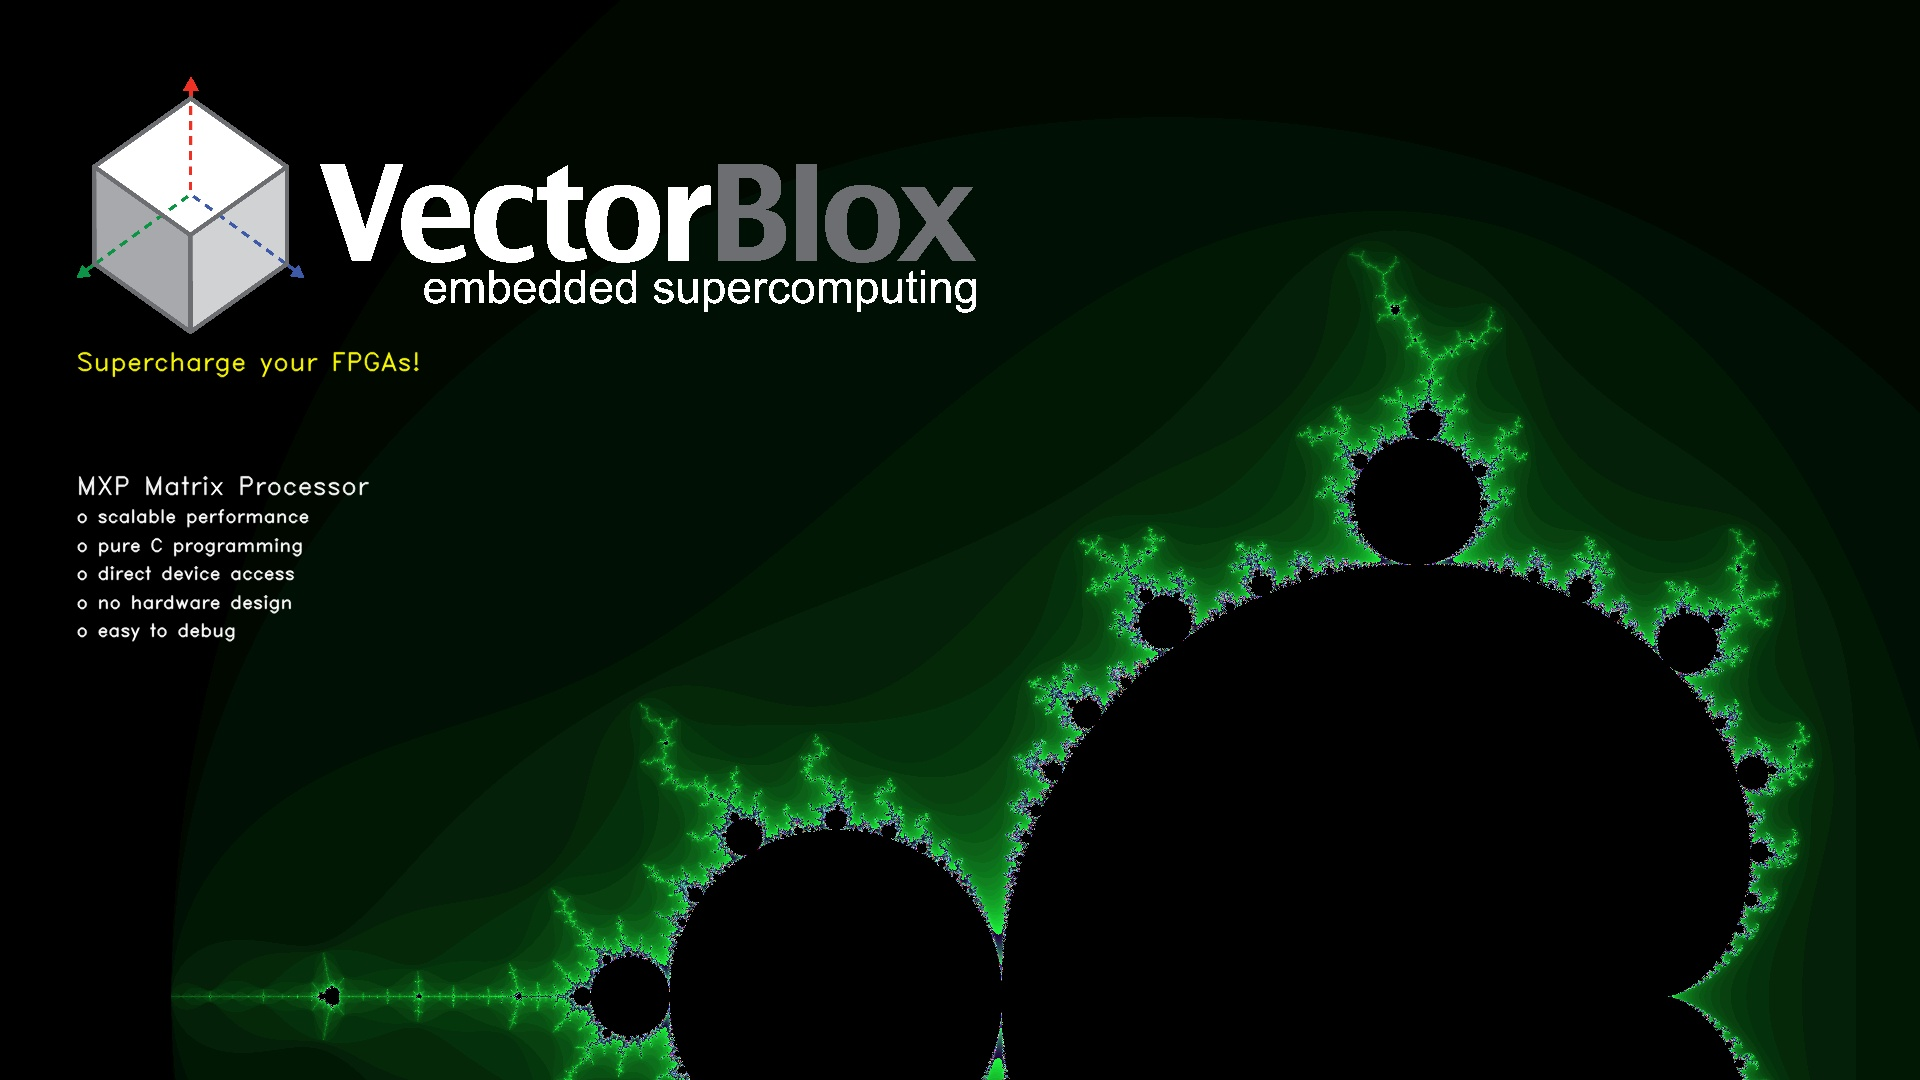 VectorBlox
embedded supercomputing
Supercharge your FPGAs!
MXP Matrix Processor
o scalable performance
o pure C programming
o direct device access
o no hardware design
o easy to debug